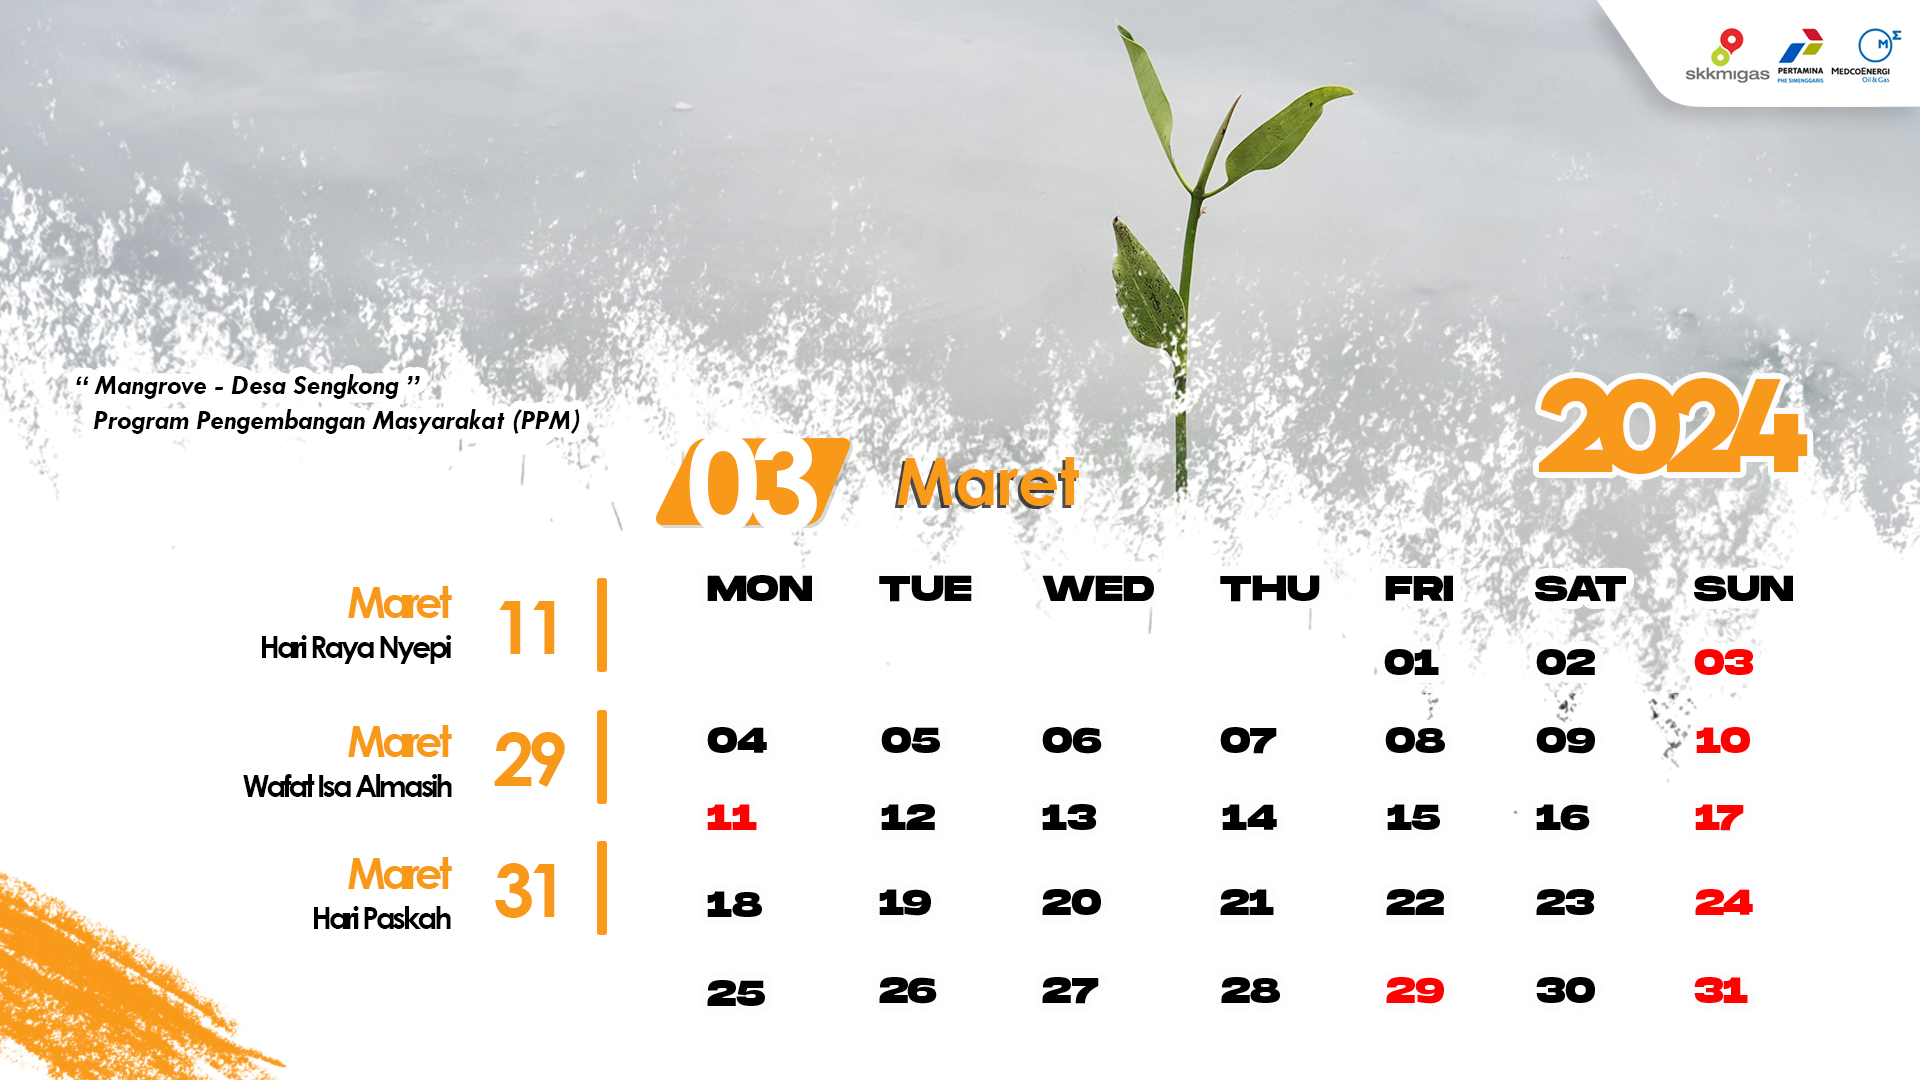 skkmigas
PERTAMINA
PHE SIMENGGARIS
MEDCOENERGI
Oil & Gas
“ Mangrove - Desa Sengkong ”
Program Pengembangan Masyarakat (PPM)
2024
03 Maret
Maret 11
Hari Raya Nyepi
Maret 29
Wafat Isa Almasih
Maret 31
Hari Paskah
MON TUE WED THU FRI SAT SUN
01 02 03
04 05 06 07 08 09 10
11 12 13 14 15 16 17
18 19 20 21 22 23 24
25 26 27 28 29 30 31